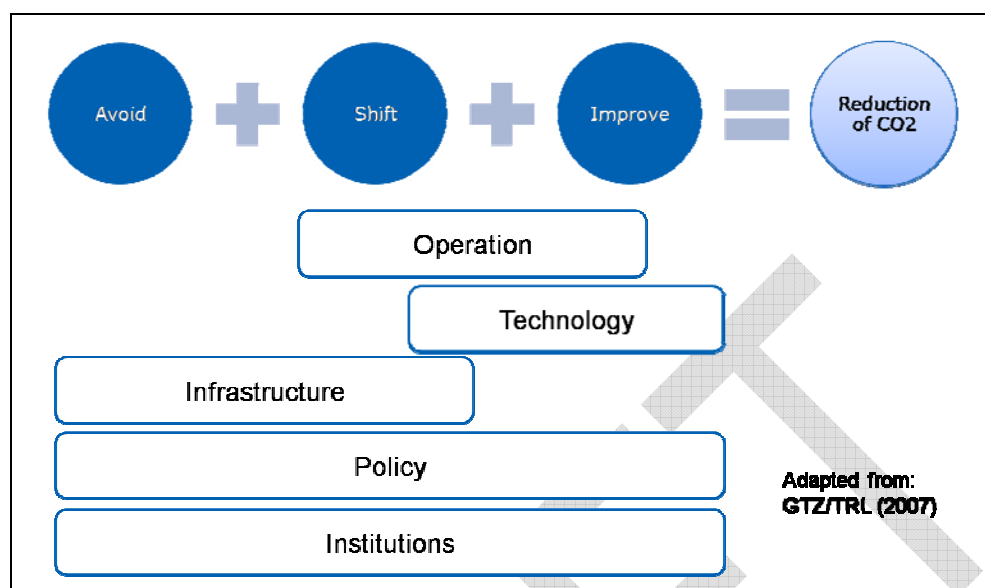 Avoid
Shift
Improve
Reduction
of CO2
Operation
Technology
Infrastructure
Policy
Institutions
Adapted from:
GTZ/TRL (2007)